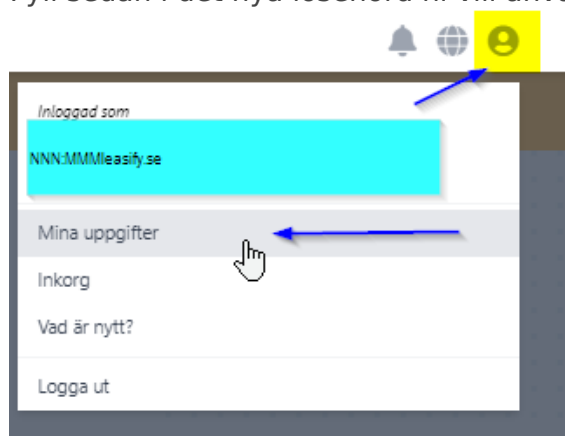 Inloggad som
NNN:MMMleasify.se
Mina uppgifter
Inkorg
Vad är nytt?
Logga ut